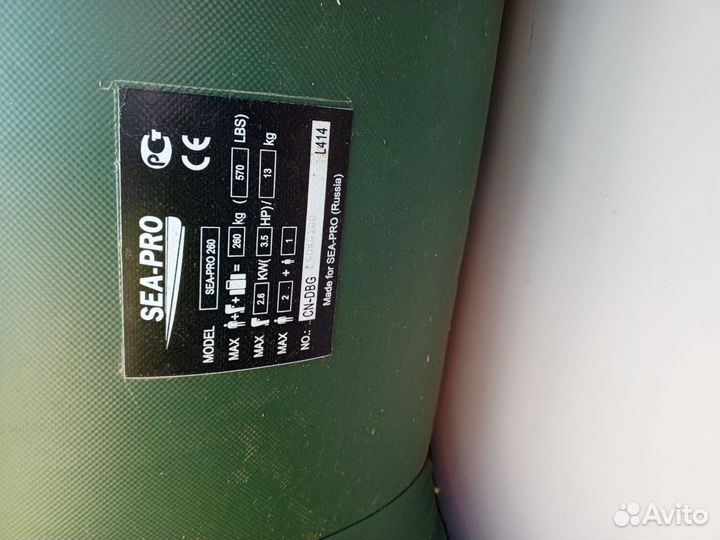 SEA-PRO
MODEL SEA-PRO 260
MAX + + = 260 kg ( 570 LBS)
MAX 2.6 KW( 3.5 HP)/ 13 kg
MAX 2 + 1
NO.: CN-DBG L414
Made for SEA-PRO (Russia)
PC CE
Avito